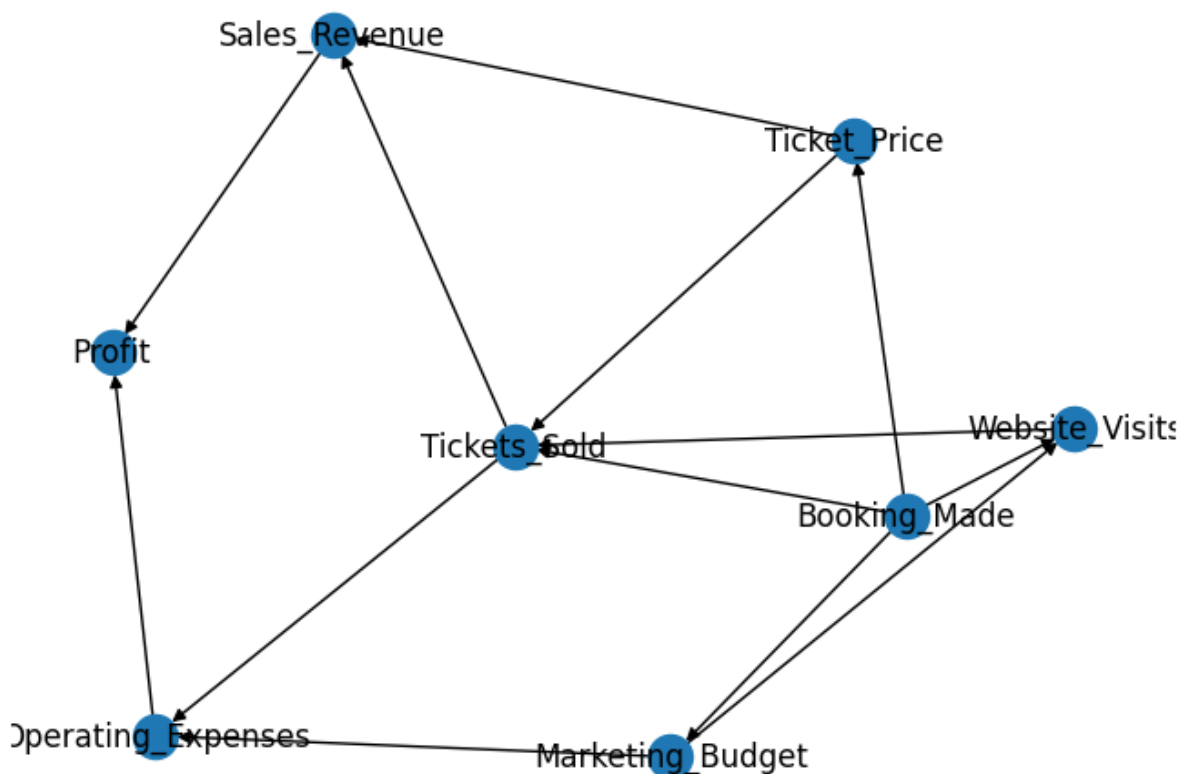 Sales_Revenue
Ticket_Price
Profit
Website_Visits
Tickets_Sold
Booking_Made
Operating_Expenses
Marketing_Budget